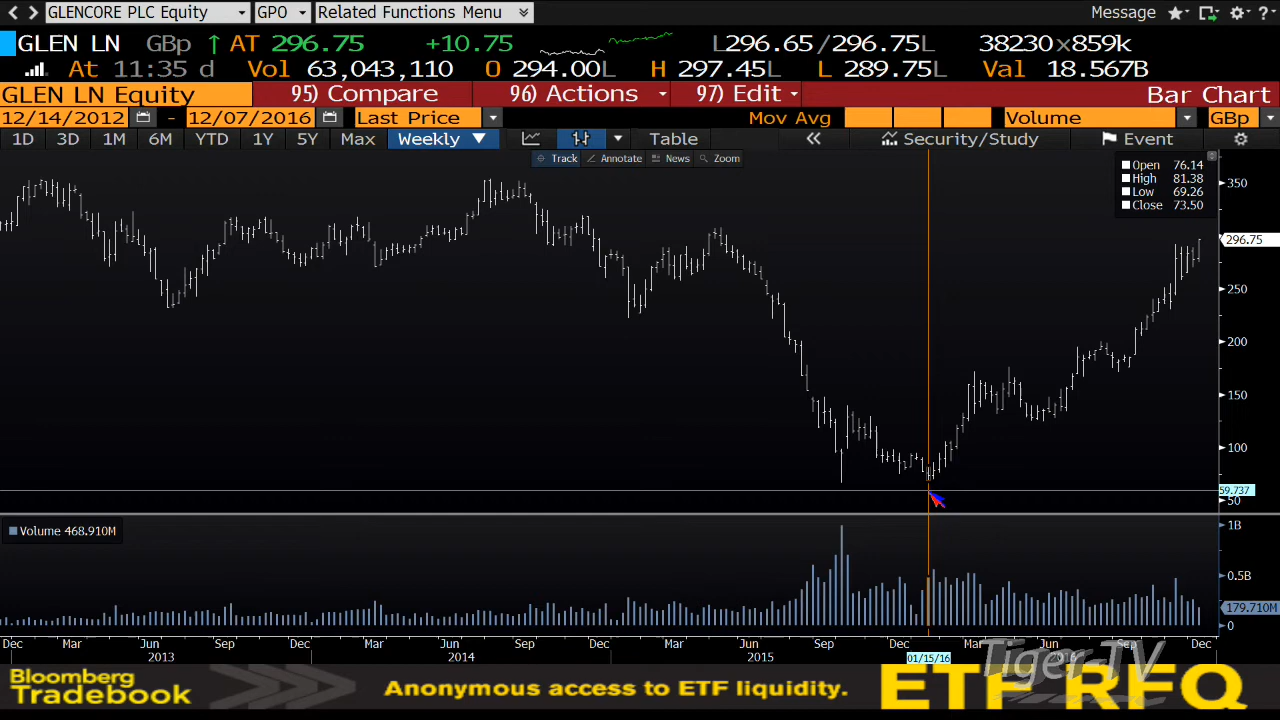 GLENCORE PLC Equity GPO Related Functions Menu Message ?
GLEN LN GBp ↑ AT 296.75 +10.75 L296.65/296.75L 38230x859k
At 11:35 d Vol 63,043,110 O 294.00L H 297.45L L 289.75L Val 18.567B
GLEN LN Equity 95) Compare 96) Actions 97) Edit Bar Chart
12/14/2012 - 12/07/2016 Last Price Mov Avg Volume GBp
1D 3D 1M 6M YTD 1Y 5Y Max Weekly ▼ Table « Security/Study Event
Track Annotate News Zoom
Open 76.14
High 81.38
Low 69.26
Close 73.50
350
296.75
250
200
150
100
59.737
50
Volume 468.910M
1B
0.5B
179.710M
0
Dec Mar Jun Sep Dec Mar Jun Sep Dec Mar Jun Sep Dec Mar Jun Sep Dec
2013 2014 2015 01/15/16 2016
Tiger-TV
Bloomberg
Tradebook
Anonymous access to ETF liquidity.
ETF RFQ